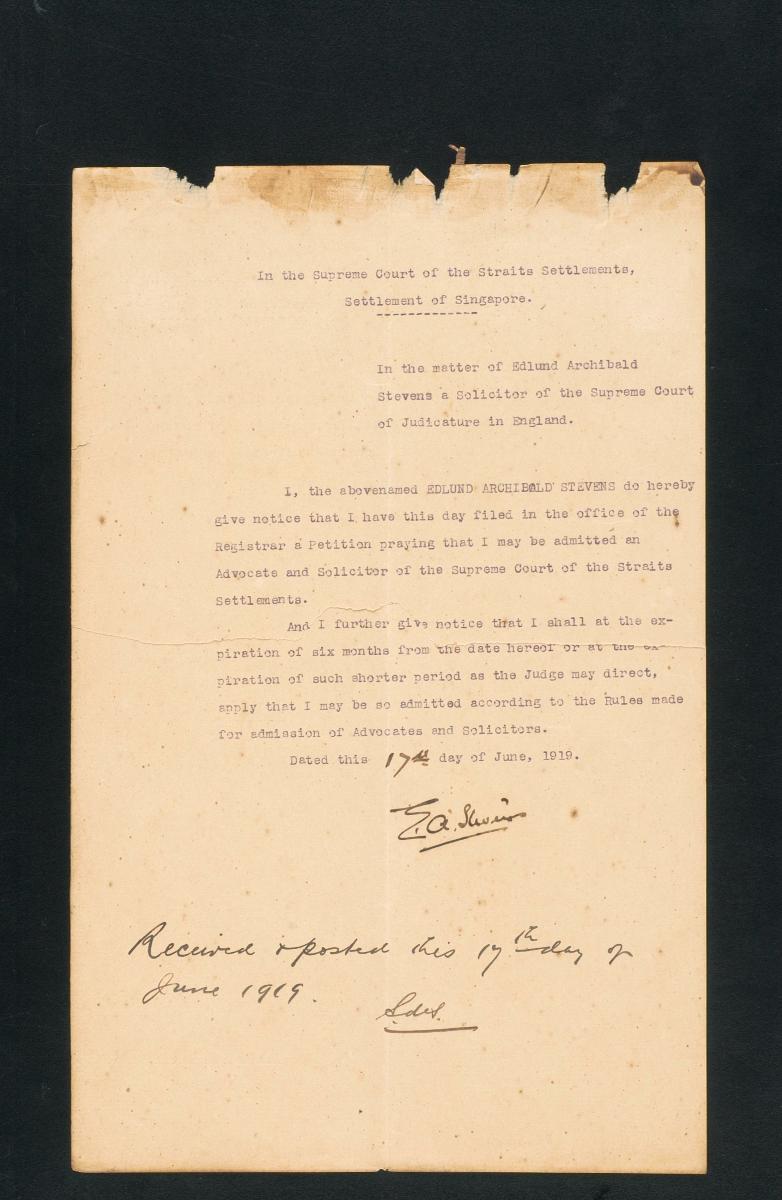 In the Supreme Court of the Straits Settlements,
Settlement of Singapore.
In the matter of Edlund Archibald
Stevens a Solicitor of the Supreme Court
of Judicature in England.
I, the abovenamed EDLUND ARCHIBALD STEVENS do hereby
give notice that I have this day filed in the office of the
Registrar a Petition praying that I may be admitted an
Advocate and Solicitor of the Supreme Court of the Straits
Settlements.
And I further give notice that I shall at the ex-
piration of six months from the date hereof or at the ex-
piration of such shorter period as the Judge may direct,
apply that I may be so admitted according to the Rules made
for admission of Advocates and Solicitors.
Dated this 17th day of June, 1919.
E. A. Stevens
Received & posted this 17th day of
June 1919.